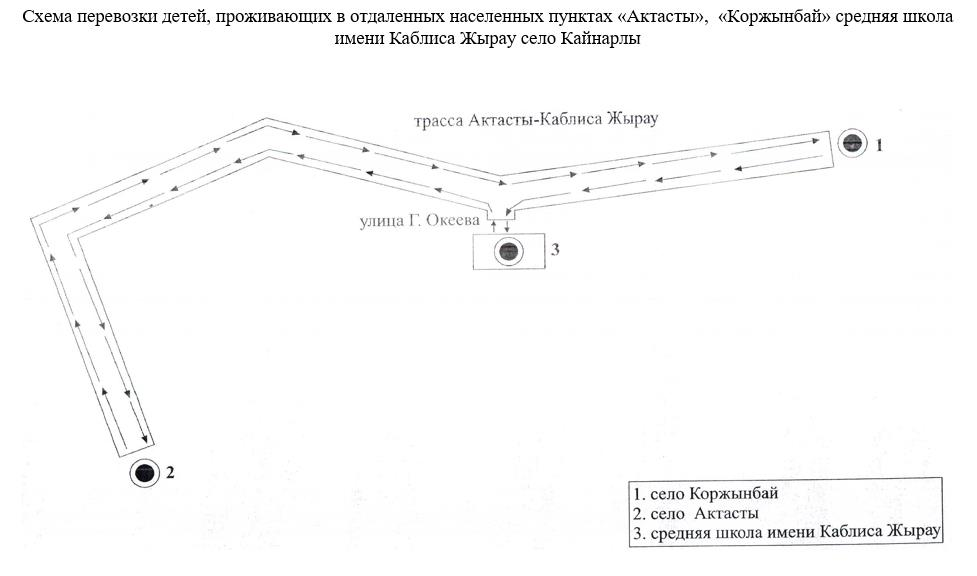 Схема перевозки детей, проживающих в отдаленных населенных пунктах «Актасты», «Коржынбай» средняя школа
имени Каблиса Жырау село Кайнарлы
трасса Актасты-Каблиса Жырау
1
улица Г. Океева
3
2
1. село Коржынбай
2. село Актасты
3. средняя школа имени Каблиса Жырау